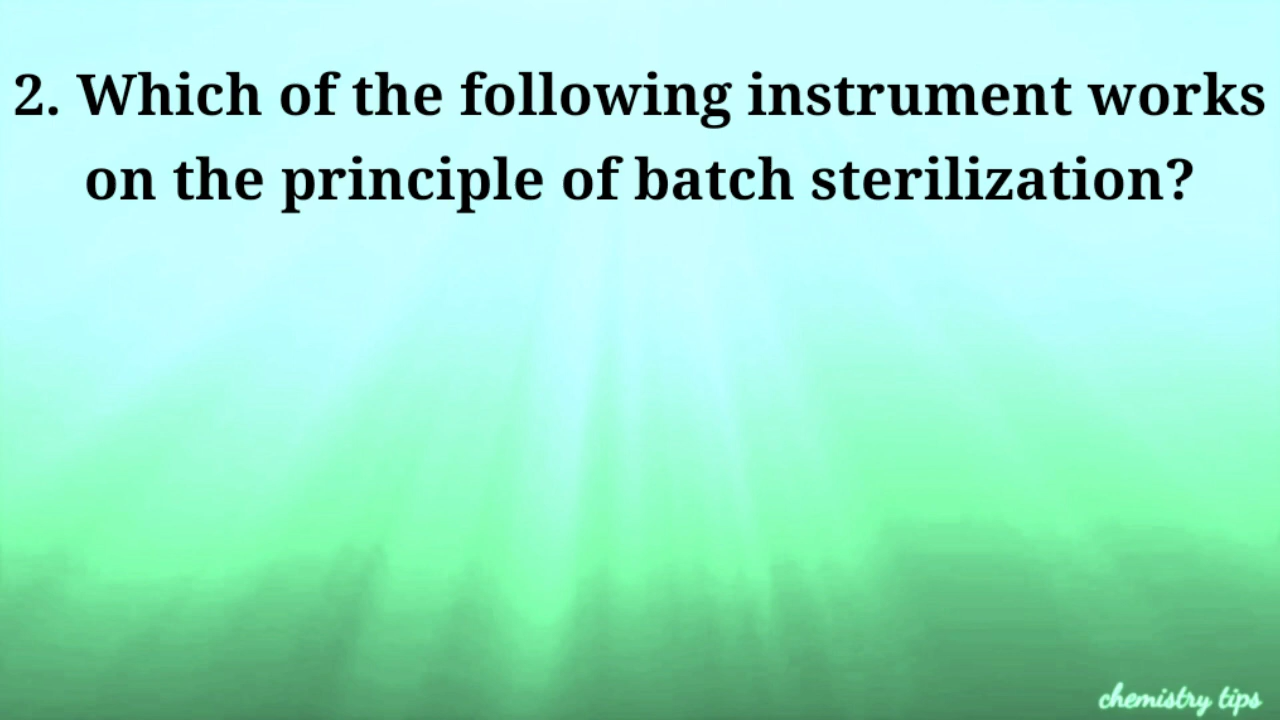 2. Which of the following instrument works
on the principle of batch sterilization?
chemistry tips